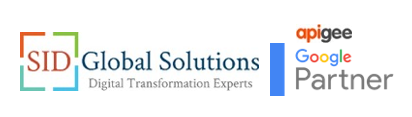 SID Global Solutions
Digital Transformation Experts
apigee
Google
Partner